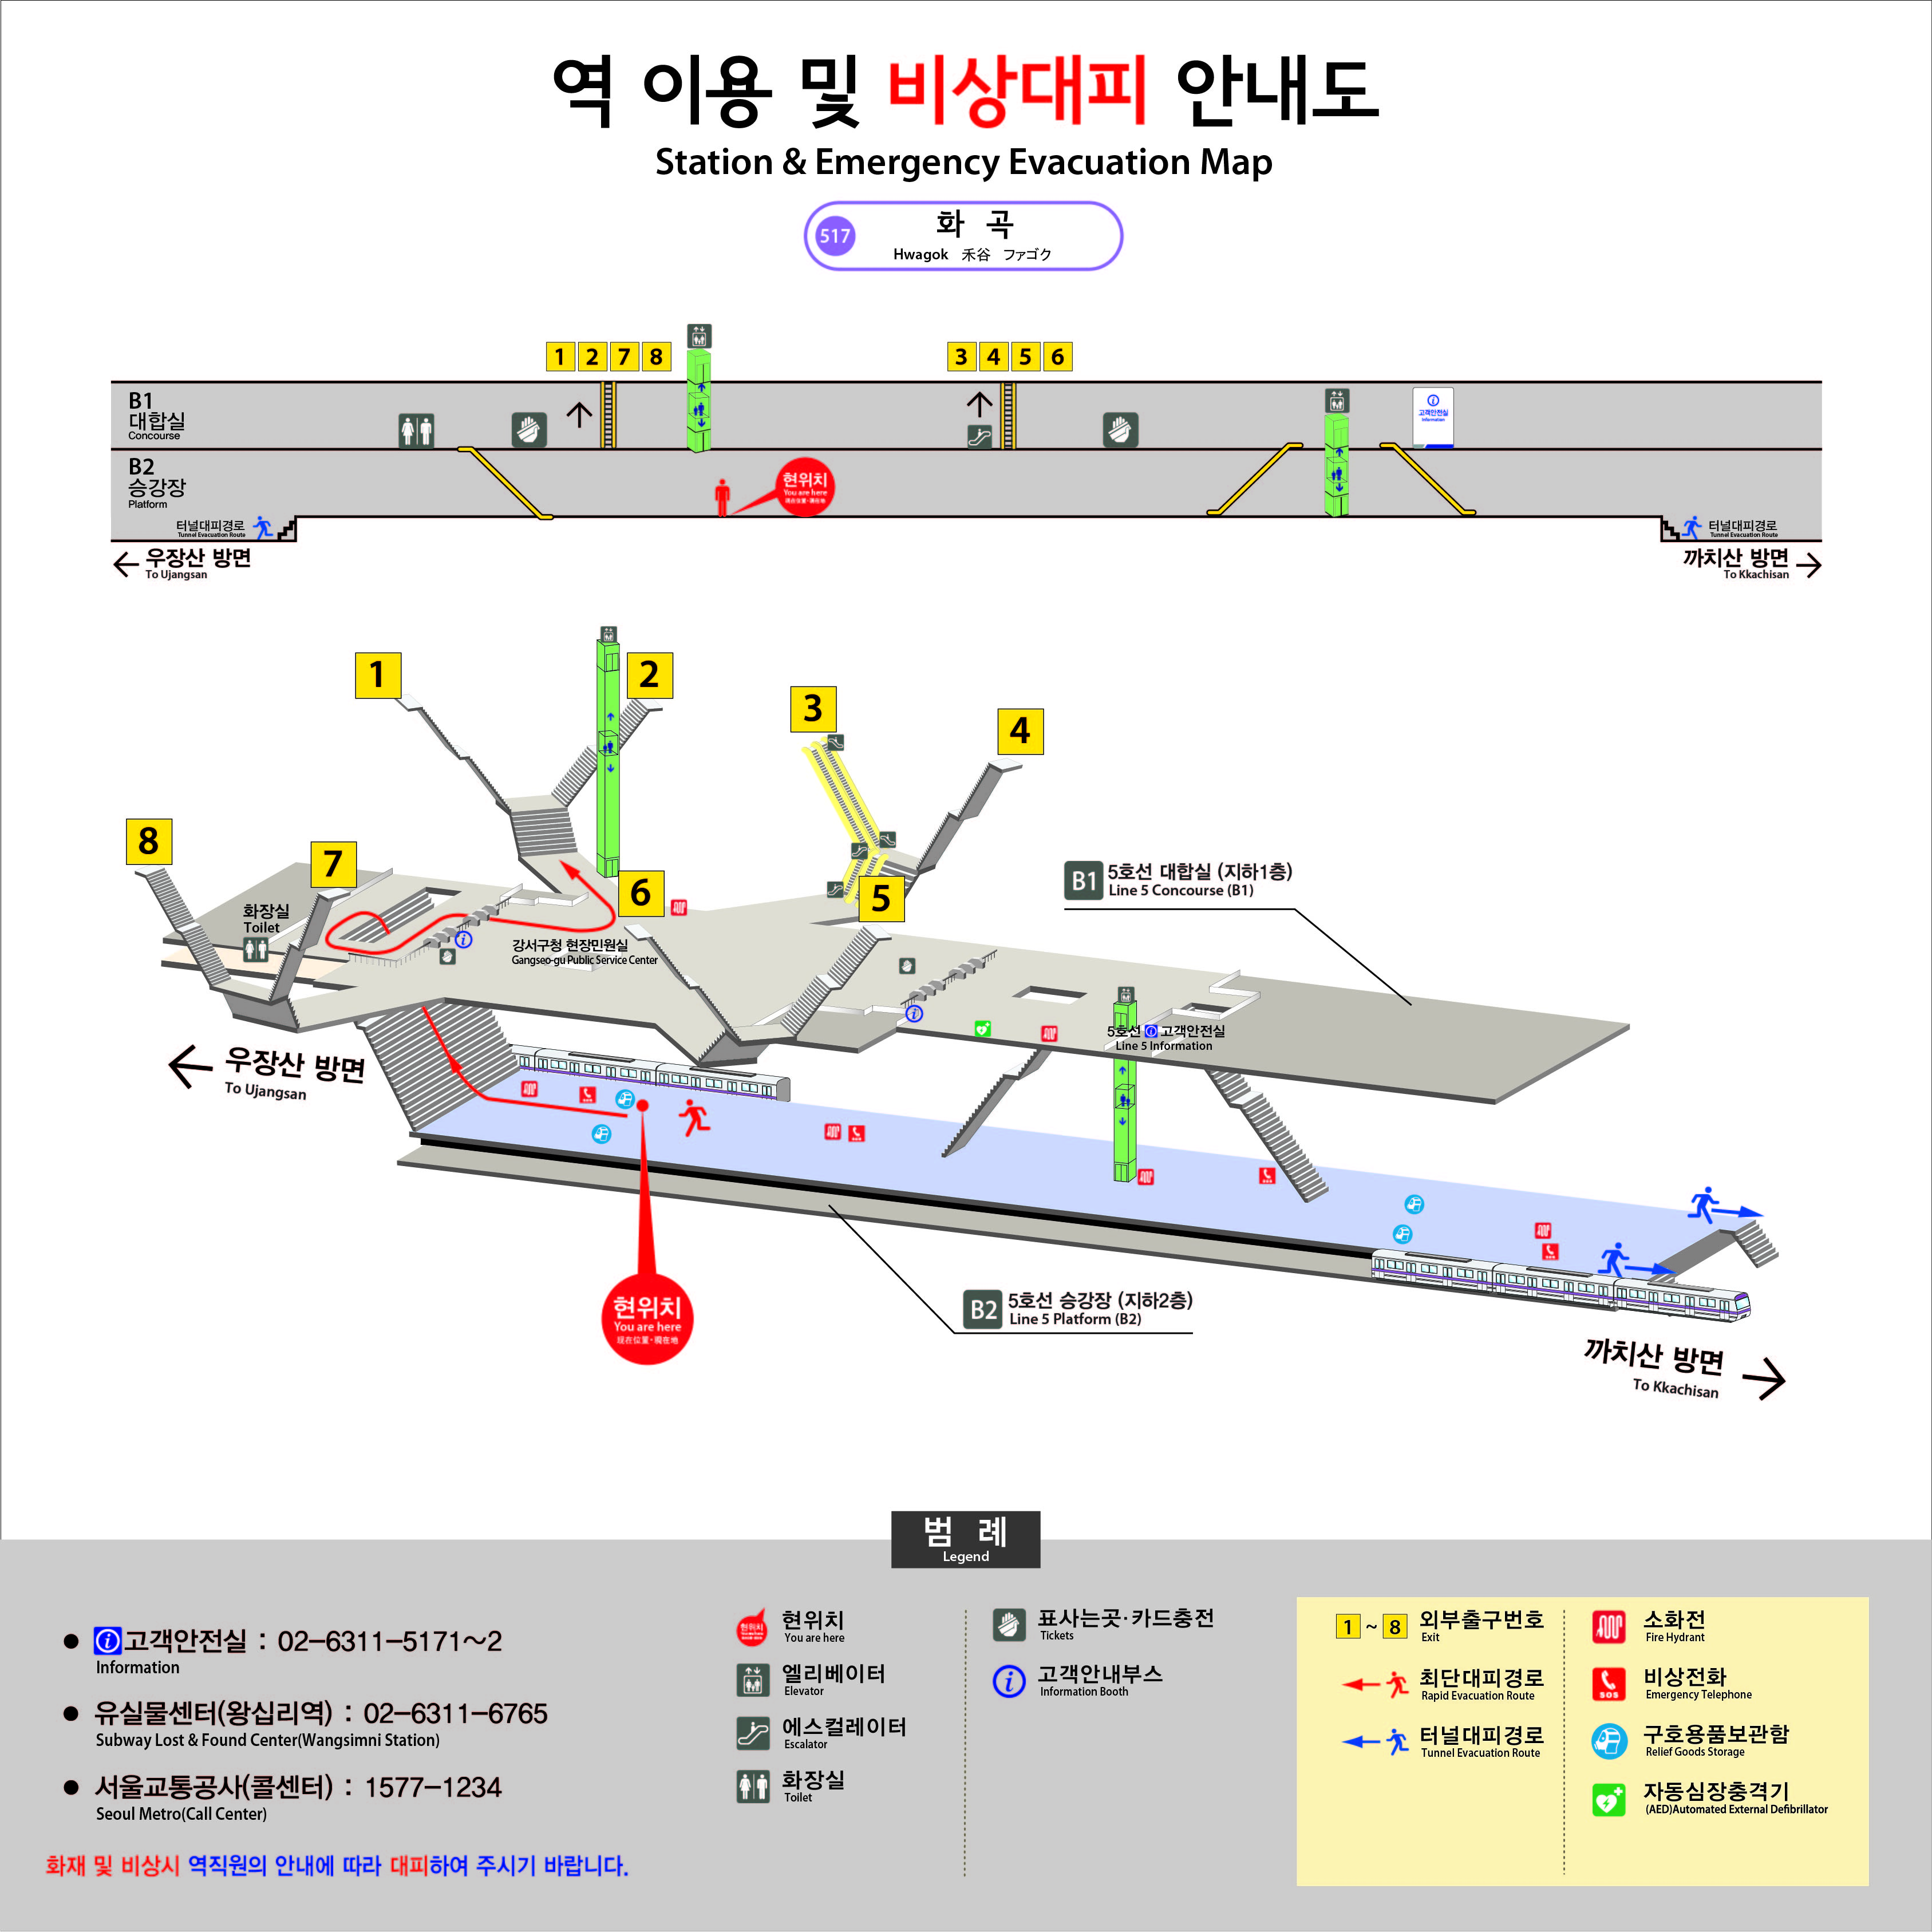 역 이용 및 비상대피 안내도
Station & Emergency Evacuation Map
517
화 곡
Hwagok 禾谷 ファゴク
1 2 7 8
3 4 5 6
B1
대합실
Concourse
고객안전실
Information
B2
승강장
Platform
현위치
You are here
现在位置·現在地
터널대피경로
Tunnel Evacuation Route
터널대피경로
Tunnel Evacuation Route
우장산 방면
To Ujangsan
까치산 방면
To Kkachisan
1
2
3
4
8
7
6
5
화장실
Toilet
강서구청 현장민원실
Gangseo-gu Public Service Center
B1 5호선 대합실 (지하1층)
Line 5 Concourse (B1)
5호선 고객안전실
Line 5 Information
우장산 방면
To Ujangsan
현위치
You are here
现在位置·現在地
B2 5호선 승강장 (지하2층)
Line 5 Platform (B2)
까치산 방면
To Kkachisan
범 례
Legend
● 고객안전실 : 02-6311-5171~2
Information
● 유실물센터(왕십리역) : 02-6311-6765
Subway Lost & Found Center(Wangsimni Station)
● 서울교통공사(콜센터) : 1577-1234
Seoul Metro(Call Center)
화재 및 비상시 역직원의 안내에 따라 대피하여 주시기 바랍니다.
현위치
You are here
엘리베이터
Elevator
에스컬레이터
Escalator
화장실
Toilet
표사는곳·카드충전
Tickets
고객안내부스
Information Booth
1 ~ 8 외부출구번호
Exit
최단대피경로
Rapid Evacuation Route
터널대피경로
Tunnel Evacuation Route
소화전
Fire Hydrant
SOS
비상전화
Emergency Telephone
구호용품보관함
Relief Goods Storage
자동심장충격기
(AED)Automated External Defibrillator